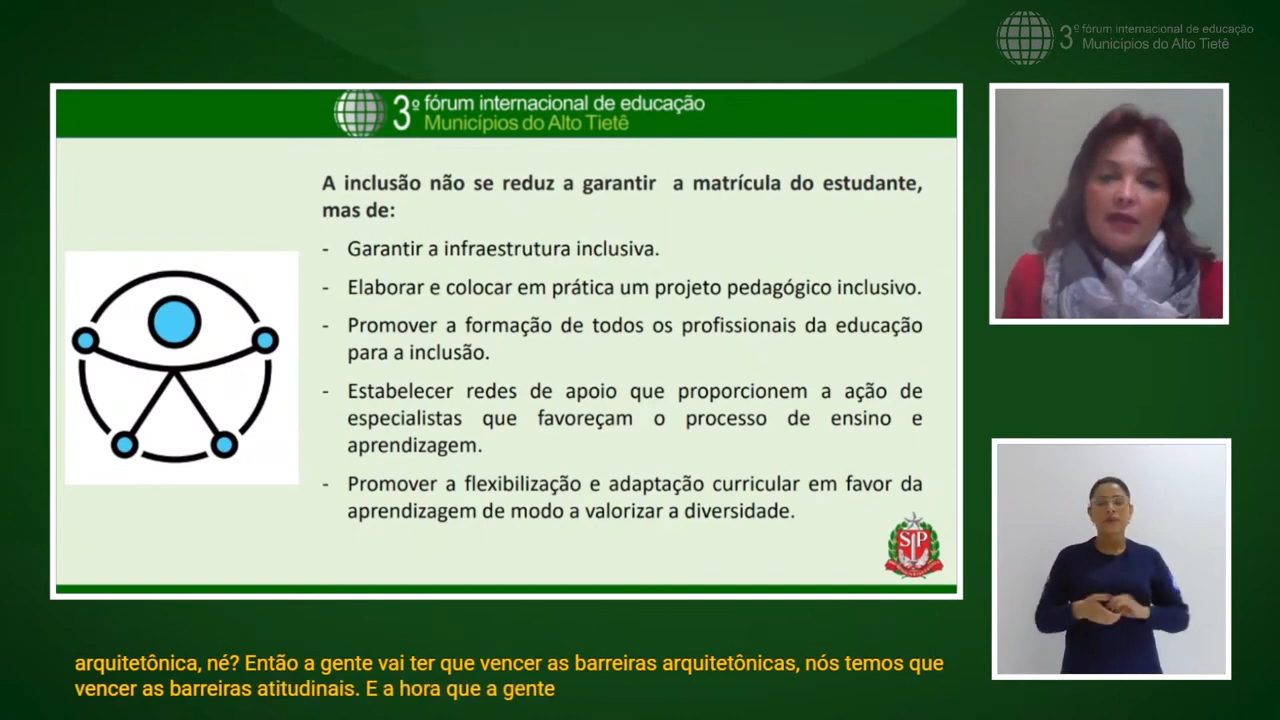 3º fórum internacional de educação
Municípios do Alto Tietê
3º fórum internacional de educação
Municípios do Alto Tietê
A inclusão não se reduz a garantir a matrícula do estudante,
mas de:
- Garantir a infraestrutura inclusiva.
- Elaborar e colocar em prática um projeto pedagógico inclusivo.
- Promover a formação de todos os profissionais da educação
para a inclusão.
- Estabelecer redes de apoio que proporcionem a ação de
especialistas que favoreçam o processo de ensino e
aprendizagem.
- Promover a flexibilização e adaptação curricular em favor da
aprendizagem de modo a valorizar a diversidade.
SP
arquitetônica, né? Então a gente vai ter que vencer as barreiras arquitetônicas, nós temos que
vencer as barreiras atitudinais. E a hora que a gente